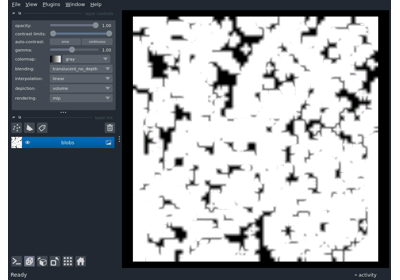 File View Plugins Window Help
opacity: 1.00
contrast limits:
auto-contrast: once continuous
gamma: 1.00
colormap: gray
blending: translucent_no_depth
interpolation: linear
depiction: volume
rendering: mip
blobs
Ready
activity